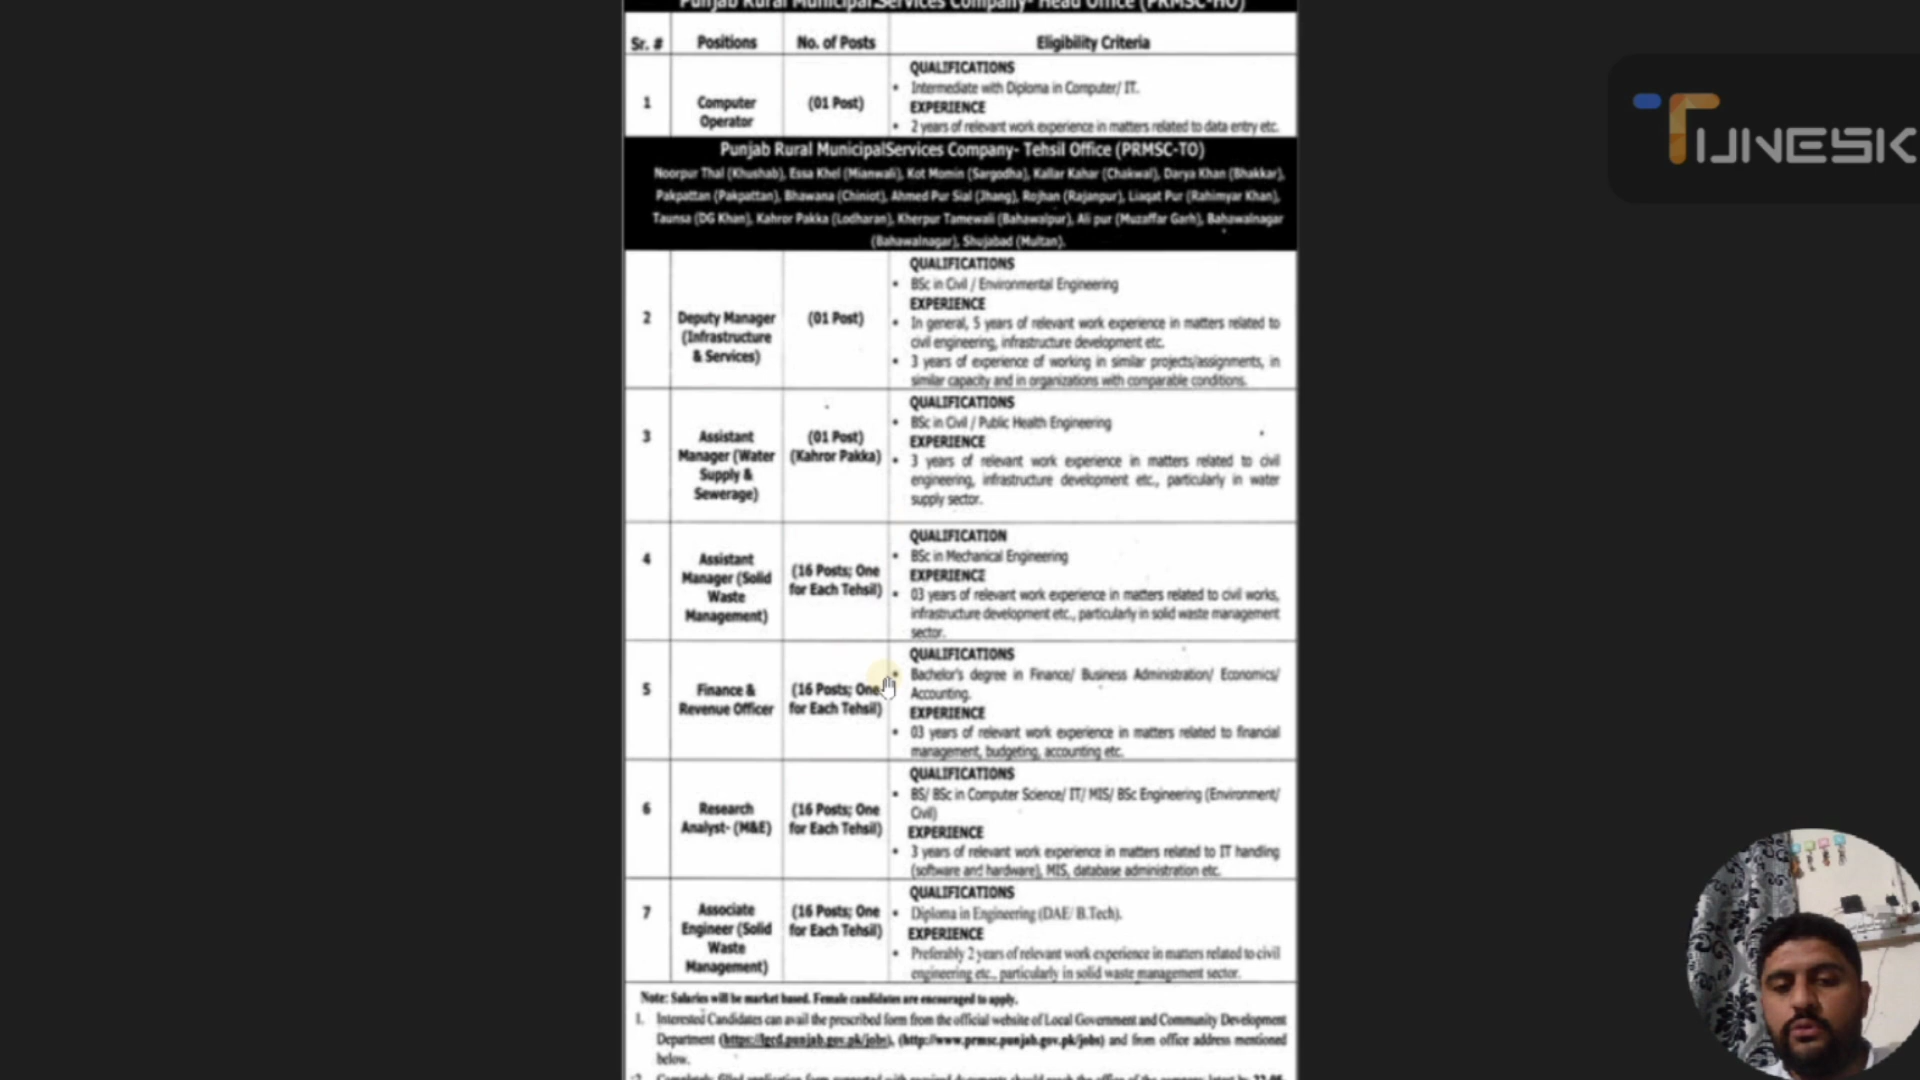 Punjab Rural MunicipalServices Company- Head Office (PRMSC-HO)
Sr. # Positions No. of Posts Eligibility Criteria
1 Computer Operator (01 Post)
QUALIFICATIONS
• Intermediate with Diploma in Computer/ IT.
EXPERIENCE
• 2 years of relevant work experience in matters related to data entry etc.
Punjab Rural MunicipalServices Company- Tehsil Office (PRMSC-TO)
Noorpur Thal (Khushab), Essa Khel (Mianwali), Kot Momin (Sargodha), Kallar Kahar (Chakwal), Darya Khan (Bhakkar),
Pakpattan (Pakpattan), Bhawana (Chiniot), Ahmed Pur Sial (Jhang), Rojhan (Rajanpur), Liaqat Pur (Rahimyar Khan),
Taunsa (DG Khan), Kahror Pakka (Lodharan), Kherpur Tamewali (Bahawalpur), Ali pur (Muzaffar Garh), Bahawalnagar
(Bahawalnagar), Shujabad (Multan).
2 Deputy Manager (Infrastructure & Services) (01 Post)
QUALIFICATIONS
• BSc in Civil / Environmental Engineering
EXPERIENCE
• In general, 5 years of relevant work experience in matters related to
civil engineering, infrastructure development etc.
• 3 years of experience of working in similar projects/assignments, in
similar capacity and in organizations with comparable conditions.
3 Assistant Manager (Water Supply & Sewerage) (01 Post) (Kahror Pakka)
QUALIFICATIONS
• BSc in Civil / Public Health Engineering
EXPERIENCE
• 3 years of relevant work experience in matters related to civil
engineering, infrastructure development etc., particularly in water
supply sector.
4 Assistant Manager (Solid Waste Management) (16 Posts; One for Each Tehsil)
QUALIFICATION
• BSc in Mechanical Engineering
EXPERIENCE
• 03 years of relevant work experience in matters related to civil works,
infrastructure development etc., particularly in solid waste management
sector.
5 Finance & Revenue Officer (16 Posts; One for Each Tehsil)
QUALIFICATIONS
• Bachelor's degree in Finance/ Business Administration/ Economics/
Accounting.
EXPERIENCE
• 03 years of relevant work experience in matters related to financial
management, budgeting, accounting etc.
6 Research Analyst- (M&E) (16 Posts; One for Each Tehsil)
QUALIFICATIONS
• BS/ BSc in Computer Science/ IT/ MIS/ BSc Engineering (Environment/
Civil)
EXPERIENCE
• 3 years of relevant work experience in matters related to IT handling
(software and hardware), MIS, database administration etc.
7 Associate Engineer (Solid Waste Management) (16 Posts; One for Each Tehsil)
QUALIFICATIONS
• Diploma in Engineering (DAE/ B.Tech).
EXPERIENCE
• Preferably 2 years of relevant work experience in matters related to civil
engineering etc., particularly in solid waste management sector.
Note: Salaries will be market based. Female candidates are encouraged to apply.
1. Interested Candidates can avail the prescribed form from the official website of Local Government and Community Development
Department (https://lgcd.punjab.gov.pk/jobs), (http://www.prmsc.punjab.gov.pk/jobs) and from office address mentioned
below.
2. Completely filled application form supported with required documents should reach the office of the company latest by
TUNESK